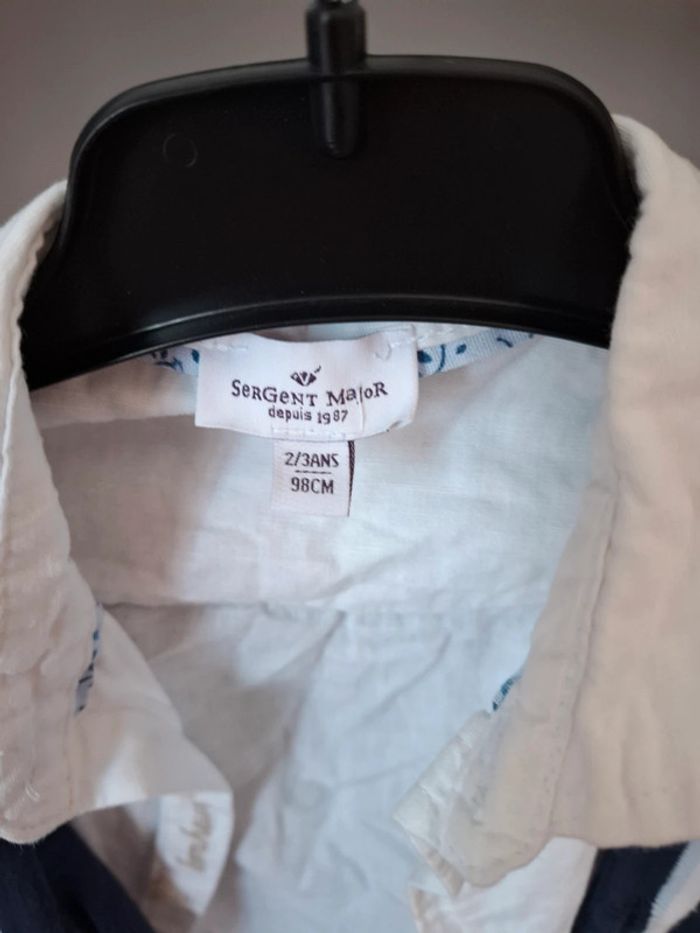 SerGent Major
depuis 1987
2/3ANS
98CM